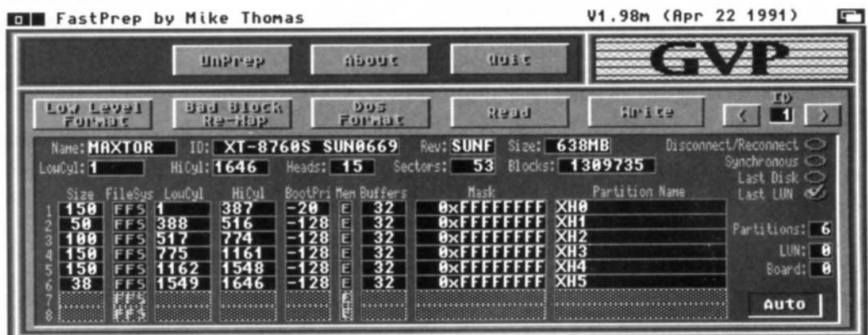 FastPrep by Mike Thomas V1.98m (Apr 22 1991)
UnPrep About Quit GVP
Low Level Format Bad Block Re-Map Dos Format Read Write < ID 1 >
Name: MAXTOR ID: XT-8760S SUN0669 Rev: SUNF Size: 638MB Disconnect/Reconnect
LowCyl: 1 HiCyl: 1646 Heads: 15 Sectors: 53 Blocks: 1309735 Synchronous
Last Disk
Last LUN
Size FileSys LowCyl HiCyl BootPri Mem Buffers Mask Partition Name
1 150 FFS 1 387 -20 E 32 0xFFFFFFFF XH0
2 50 FFS 388 516 -128 E 32 0xFFFFFFFF XH1
3 100 FFS 517 774 -128 E 32 0xFFFFFFFF XH2
4 150 FFS 775 1161 -128 E 32 0xFFFFFFFF XH3
5 150 FFS 1162 1548 -128 E 32 0xFFFFFFFF XH4
6 38 FFS 1549 1646 -128 E 32 0xFFFFFFFF XH5
7 FFS E
8 FFS E
Partitions: 6
LUN: 0
Board: 0
Auto